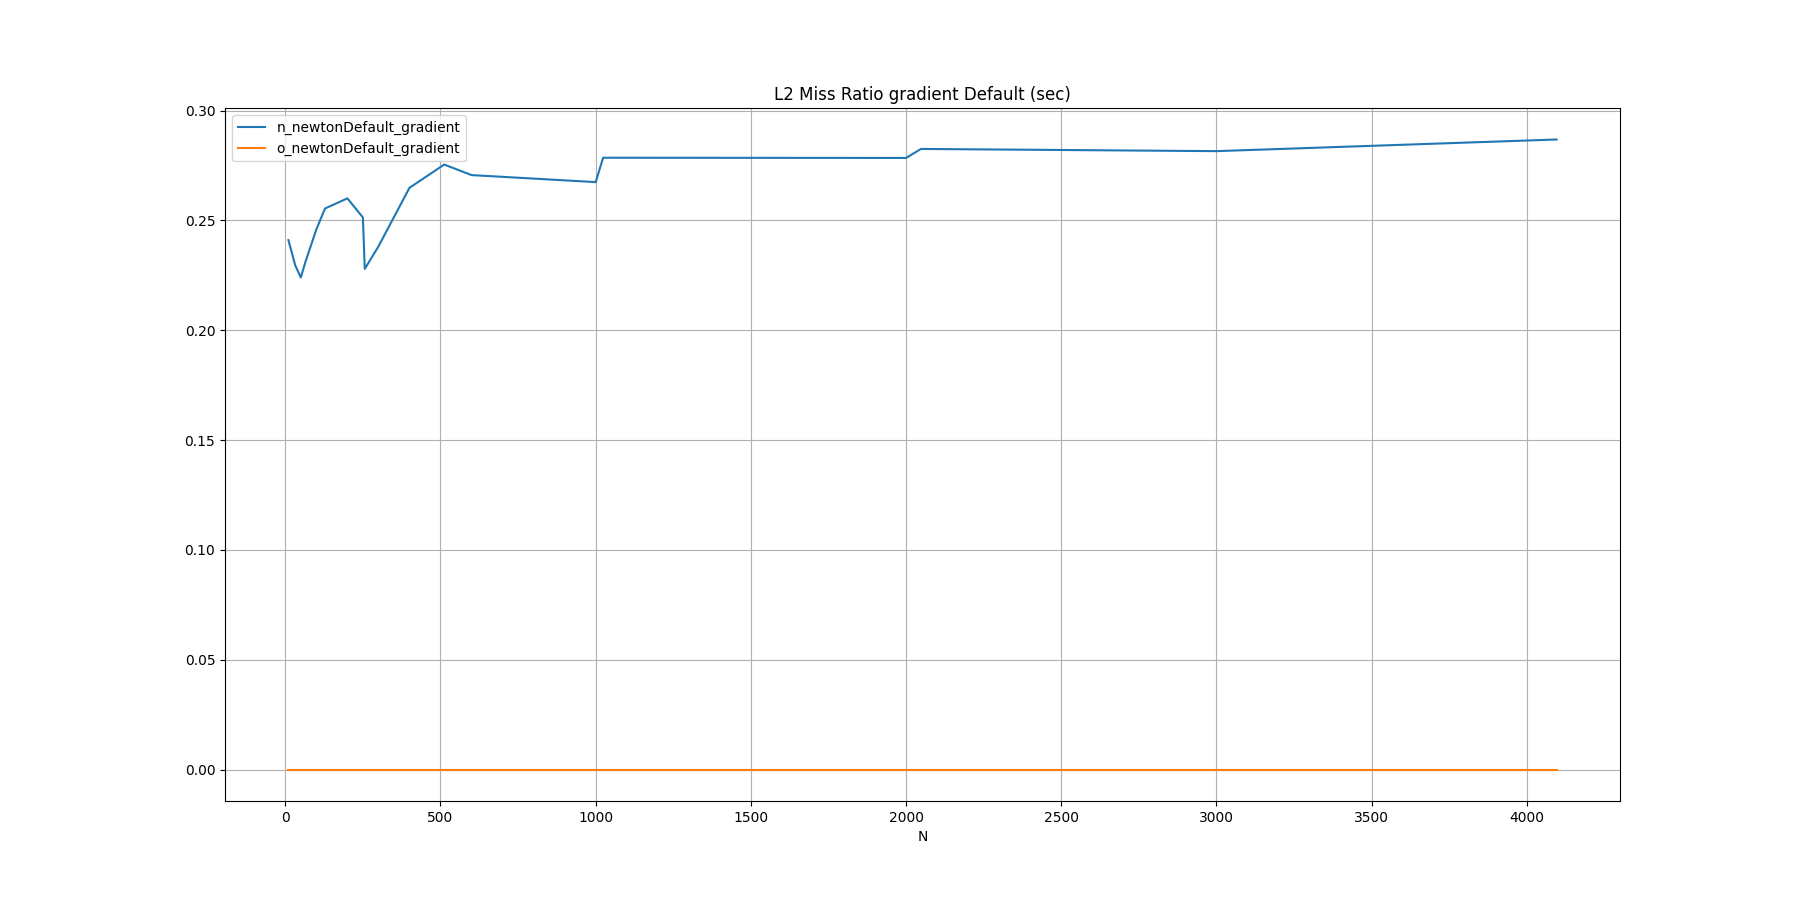 L2 Miss Ratio gradient Default (sec)
n_newtonDefault_gradient
o_newtonDefault_gradient
0.30
0.25
0.20
0.15
0.10
0.05
0.00
0 500 1000 1500 2000 2500 3000 3500 4000
N